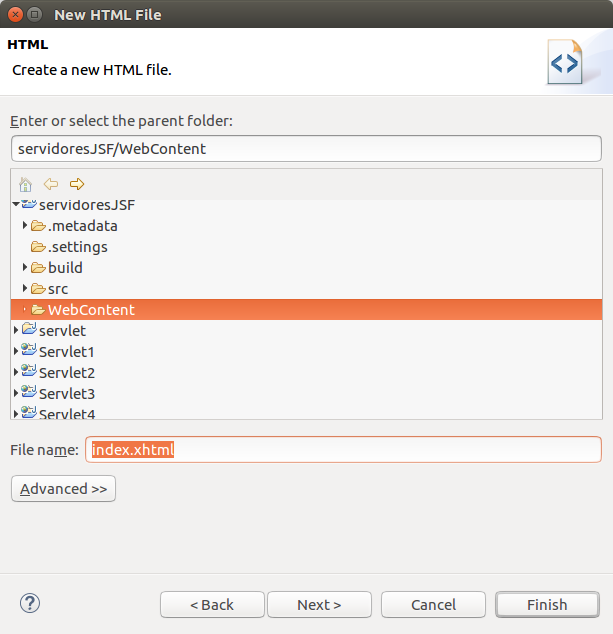 New HTML File
HTML
Create a new HTML file.
Enter or select the parent folder:
servidoresJSF/WebContent
servidoresJSF
.metadata
.settings
build
src
WebContent
servlet
Servlet1
Servlet2
Servlet3
Servlet4
File name: index.xhtml
Advanced >>
< Back Next > Cancel Finish